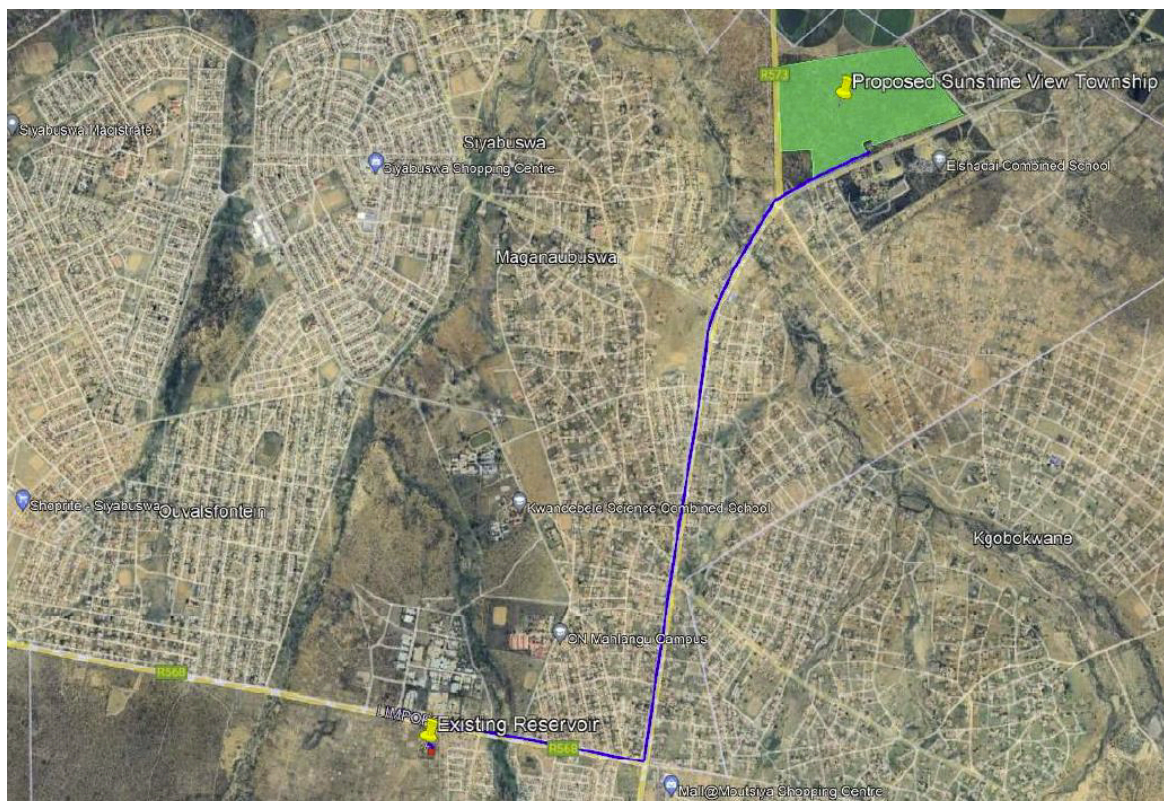 R573
Proposed Sunshine View Township
Siyabuswa Magistrate
Siyabuswa
Siyabuswa Shopping Centre
Elshadai Combined School
Maganaubuswa
Shoprite - Siyabuswa
Ouvalsfontein
Kwandebele Science Combined School
Kgobokwane
CN Mahlangu Campus
R568
LIMPOP
Existing Reservoir
R568
Mall@Moutsiya Shopping Centre